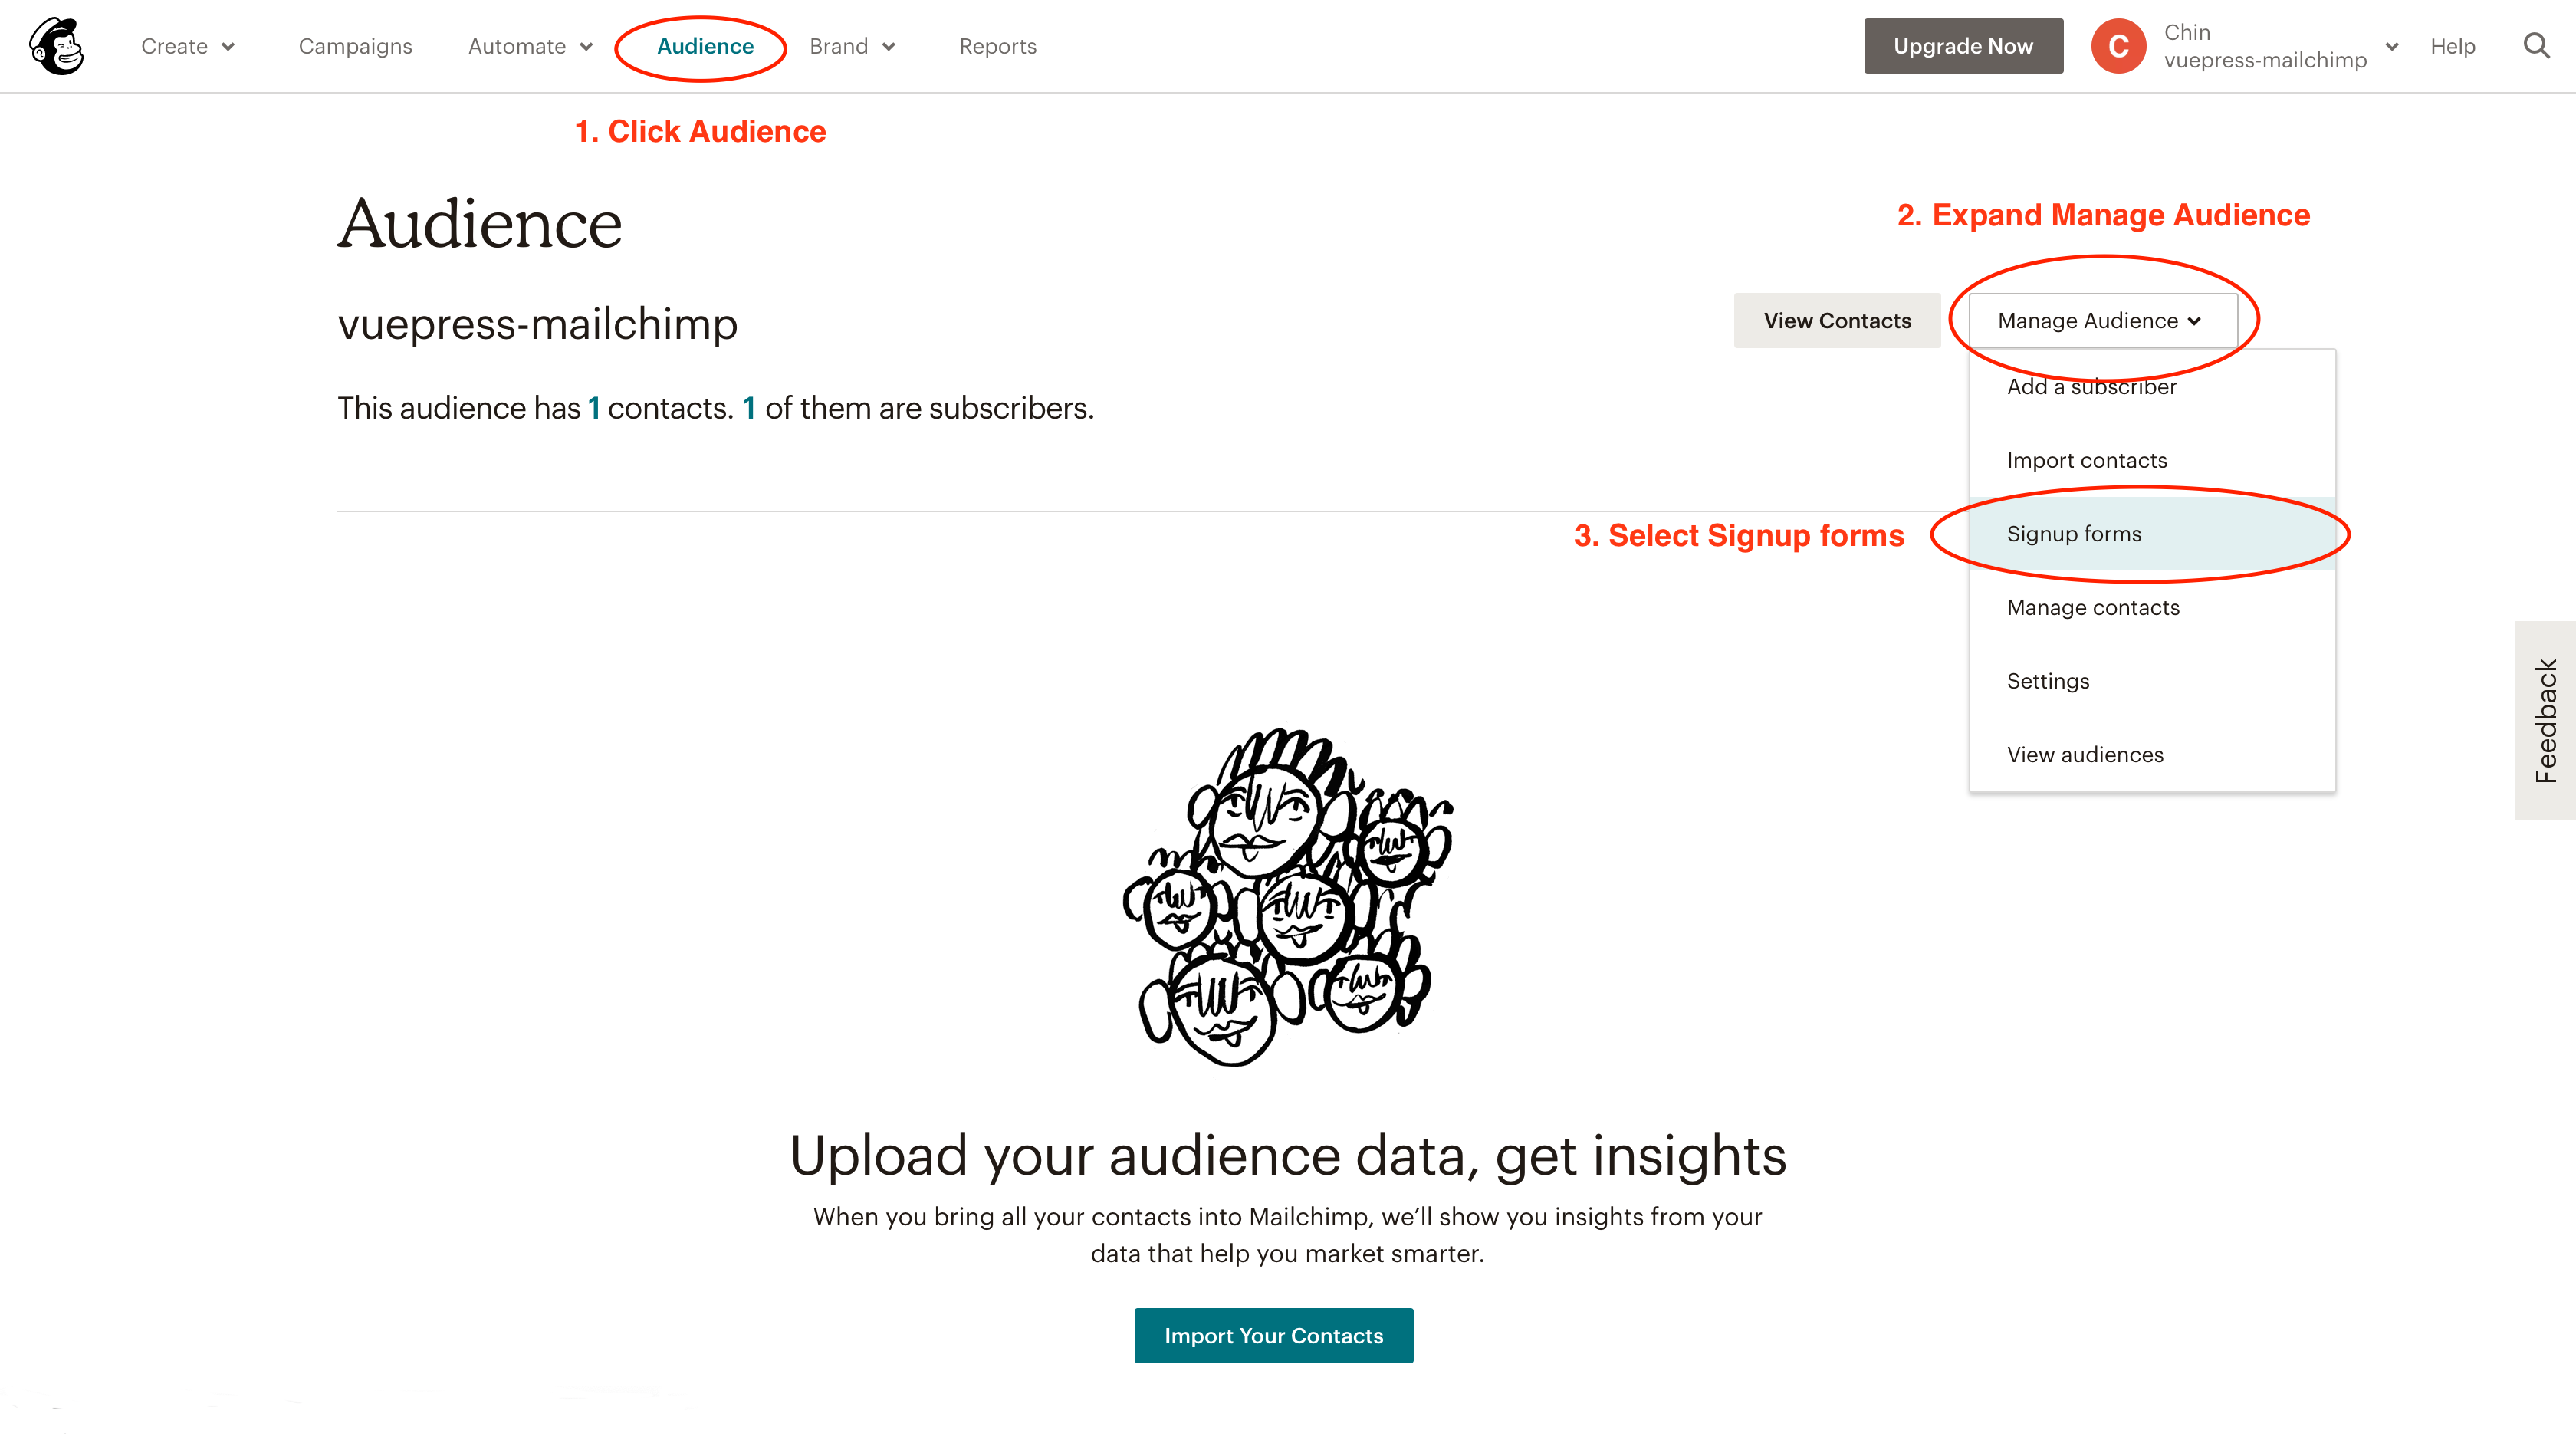 Create
Campaigns
Automate
Audience
Brand
Reports
Upgrade Now
C
Chin
vuepress-mailchimp
Help
1. Click Audience
Audience
2. Expand Manage Audience
vuepress-mailchimp
View Contacts
Manage Audience
This audience has 1 contacts. 1 of them are subscribers.
Add a subscriber
Import contacts
3. Select Signup forms
Signup forms
Manage contacts
Settings
View audiences
Feedback
Upload your audience data, get insights
When you bring all your contacts into Mailchimp, we’ll show you insights from your
data that help you market smarter.
Import Your Contacts